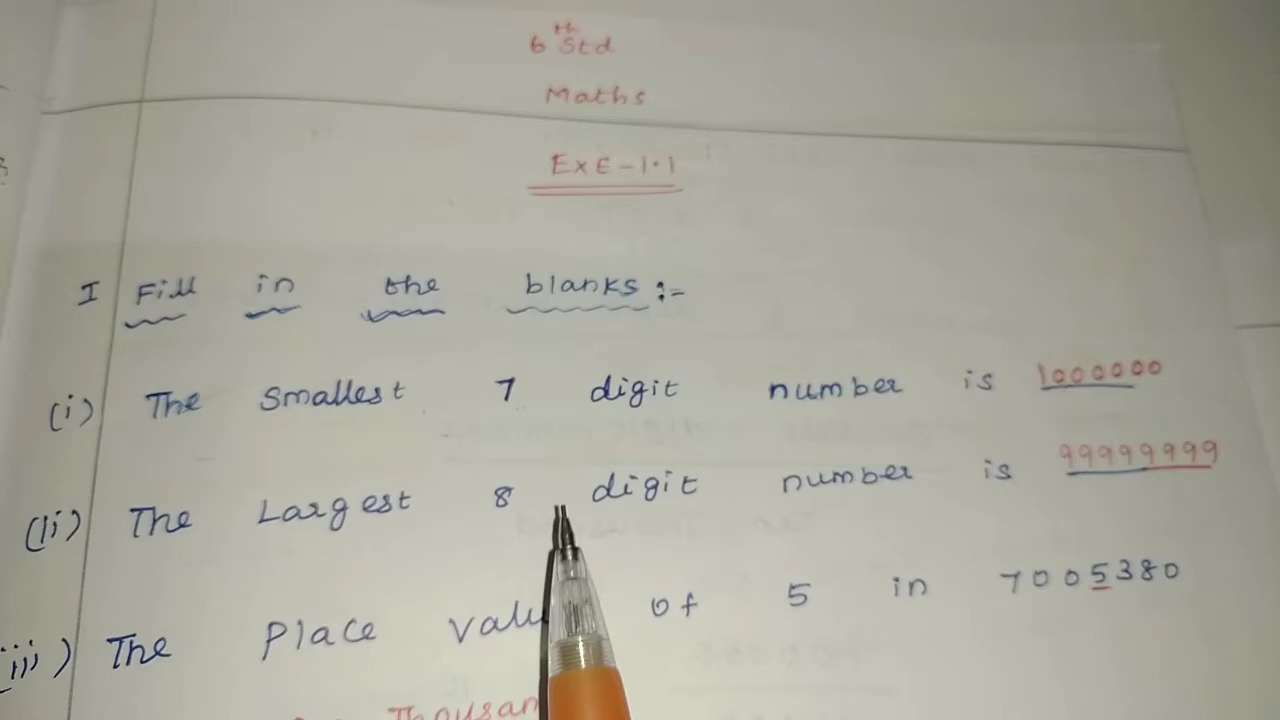 6th Std
Maths
EXE-1.1
I Fill in the blanks :-
(i) The Smallest 7 digit number is 1000000
(ii) The Largest 8 digit number is 99999999
(iii) The Place value of 5 in 7005380
Thousan